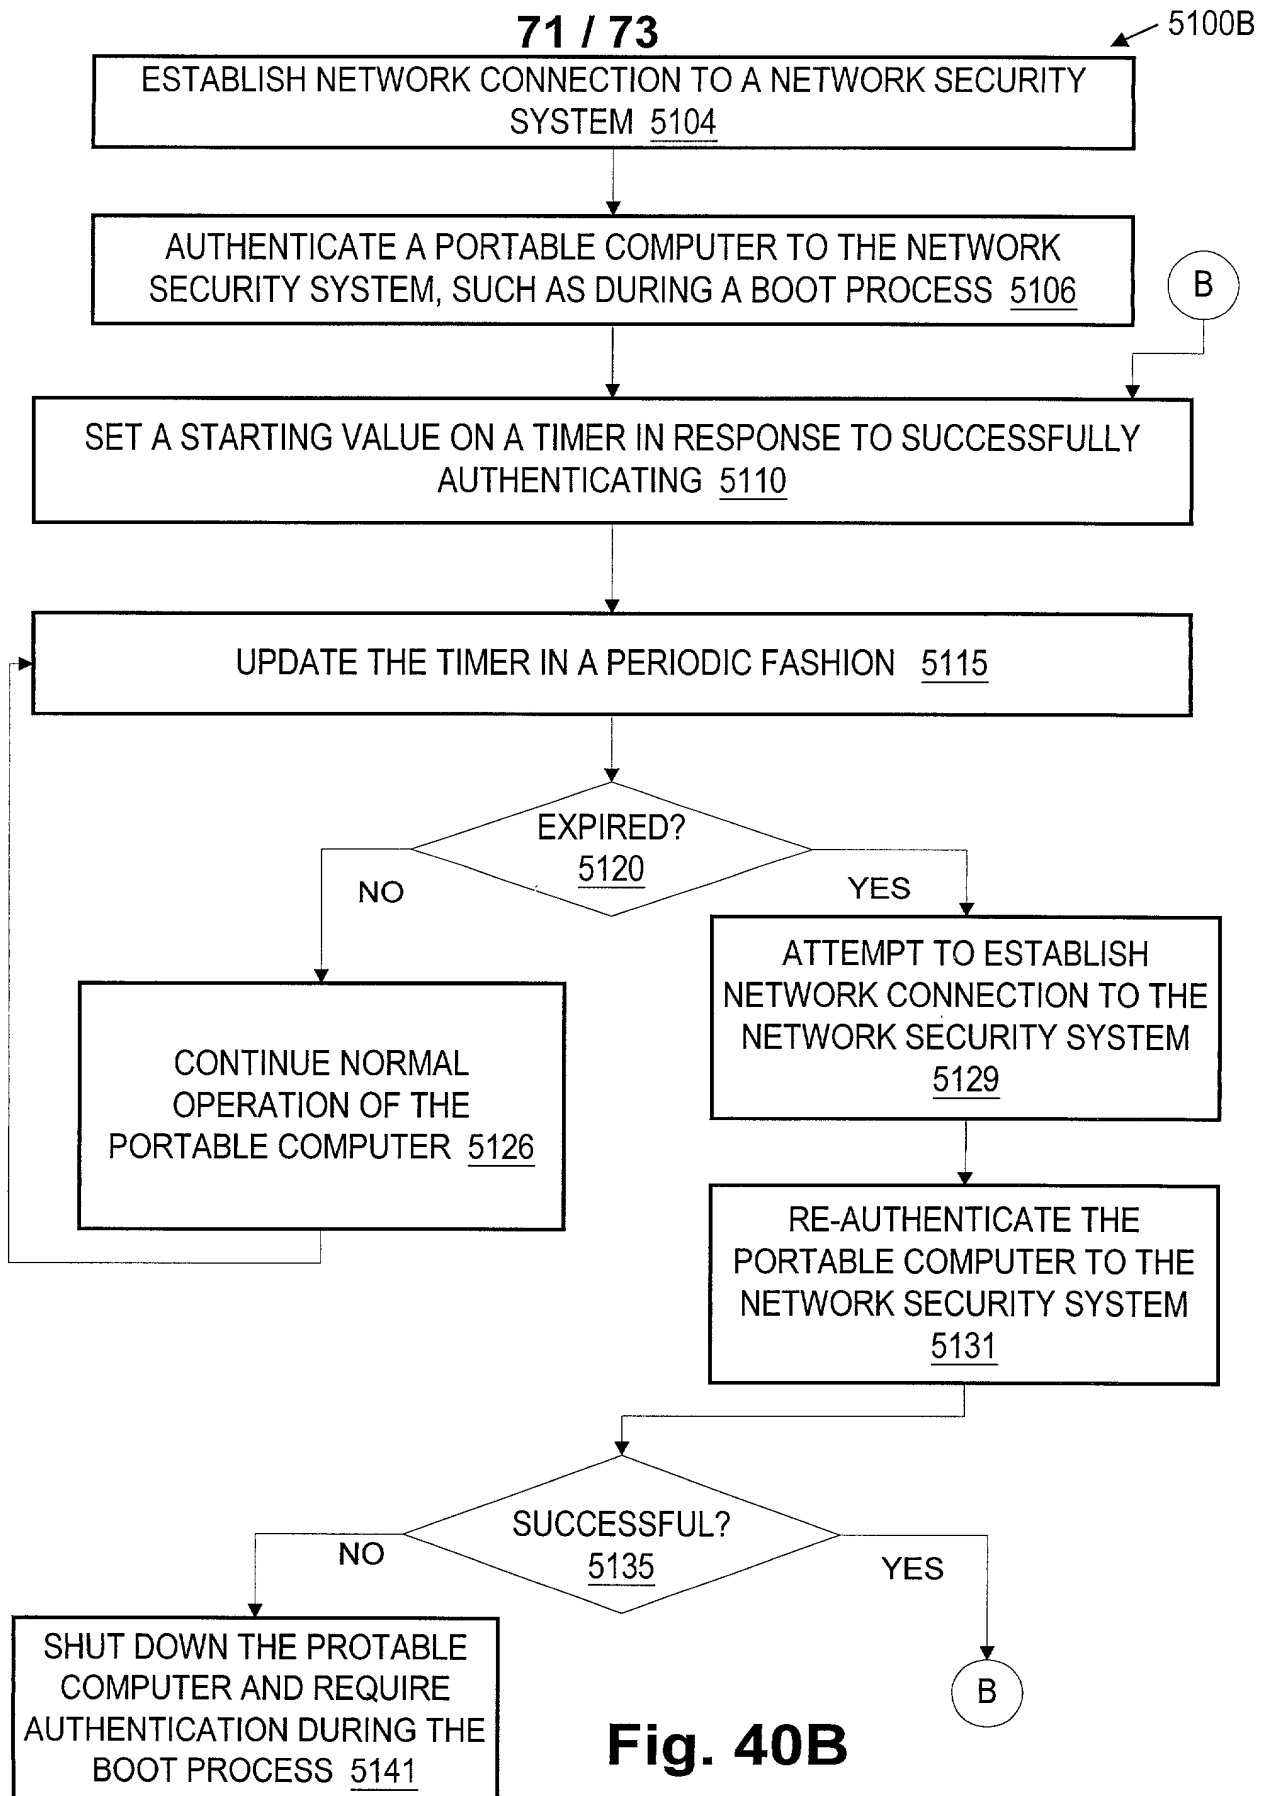 71 / 73
5100B
ESTABLISH NETWORK CONNECTION TO A NETWORK SECURITY
SYSTEM 5104
AUTHENTICATE A PORTABLE COMPUTER TO THE NETWORK
SECURITY SYSTEM, SUCH AS DURING A BOOT PROCESS 5106
B
SET A STARTING VALUE ON A TIMER IN RESPONSE TO SUCCESSFULLY
AUTHENTICATING 5110
UPDATE THE TIMER IN A PERIODIC FASHION 5115
EXPIRED?
5120
NO
YES
CONTINUE NORMAL
OPERATION OF THE
PORTABLE COMPUTER 5126
ATTEMPT TO ESTABLISH
NETWORK CONNECTION TO THE
NETWORK SECURITY SYSTEM
5129
RE-AUTHENTICATE THE
PORTABLE COMPUTER TO THE
NETWORK SECURITY SYSTEM
5131
SUCCESSFUL?
5135
NO
YES
SHUT DOWN THE PROTABLE
COMPUTER AND REQUIRE
AUTHENTICATION DURING THE
BOOT PROCESS 5141
B
Fig. 40B